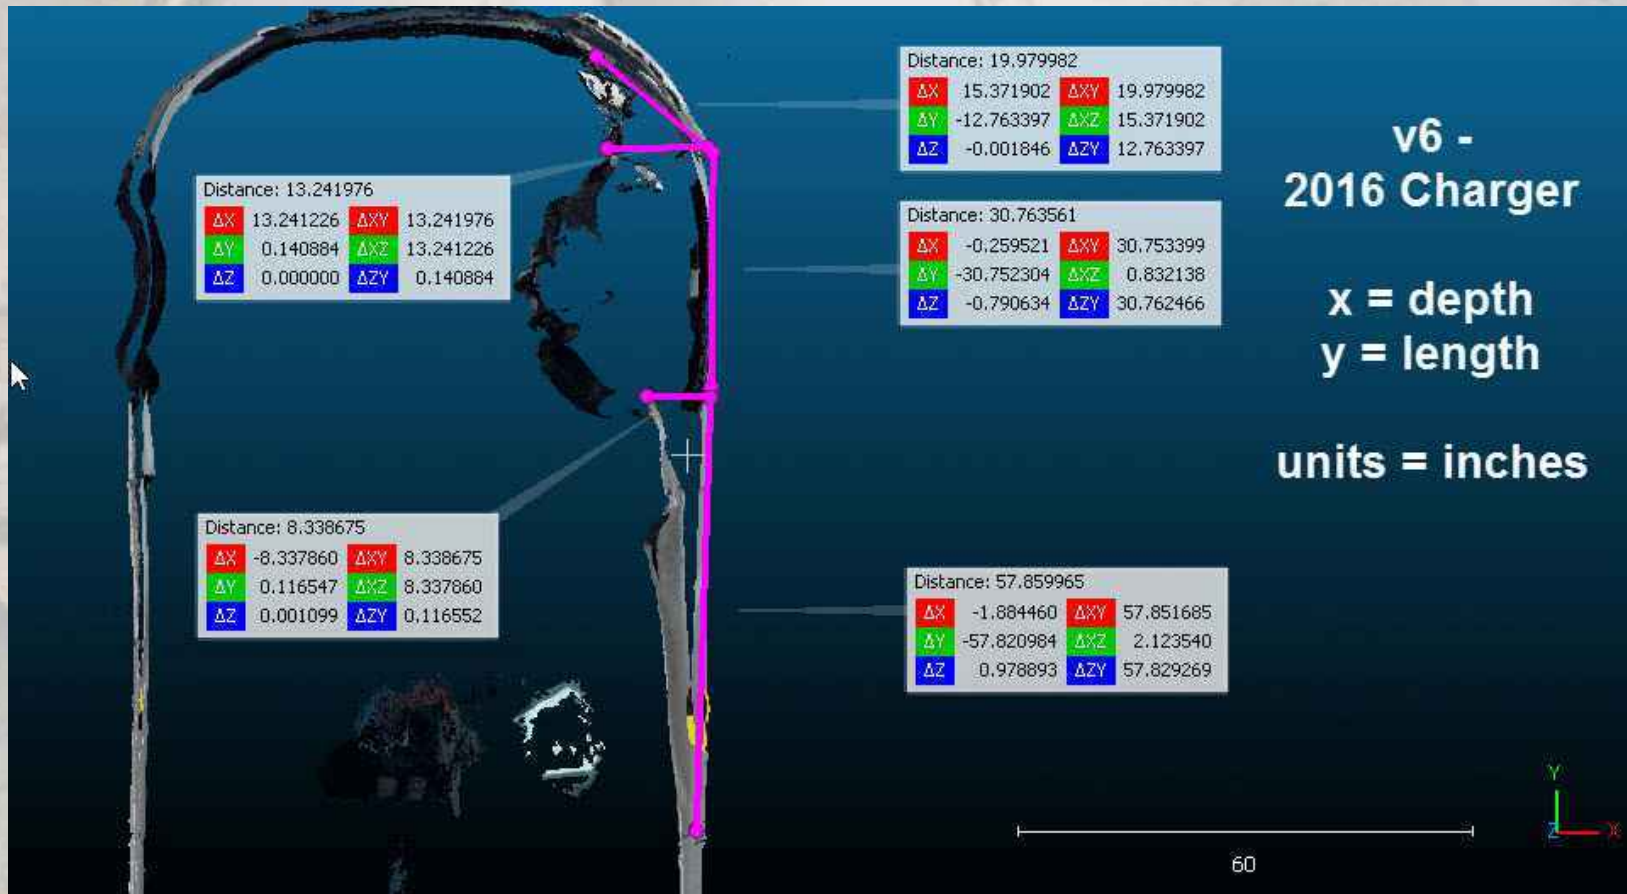 Distance: 19.979982
ΔX 15.371902 ΔXY 19.979982
ΔY -12.763397 ΔXZ 15.371902
ΔZ -0.001846 ΔZY 12.763397
v6 -
2016 Charger
Distance: 13.241976
ΔX 13.241226 ΔXY 13.241976
ΔY 0.140884 ΔXZ 13.241226
ΔZ 0.000000 ΔZY 0.140884
Distance: 30.763561
ΔX -0.259521 ΔXY 30.753399
ΔY -30.752304 ΔXZ 0.832138
ΔZ -0.790634 ΔZY 30.762466
x = depth
y = length
units = inches
Distance: 8.338675
ΔX -8.337860 ΔXY 8.338675
ΔY 0.116547 ΔXZ 8.337860
ΔZ 0.001099 ΔZY 0.116552
Distance: 57.859965
ΔX -1.884460 ΔXY 57.851685
ΔY -57.820984 ΔXZ 2.123540
ΔZ 0.978893 ΔZY 57.829269
60
Y
Z X